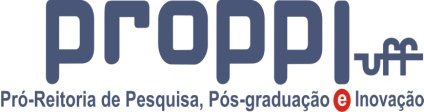 proppi uff
Pró-Reitoria de Pesquisa, Pós-graduação e Inovação